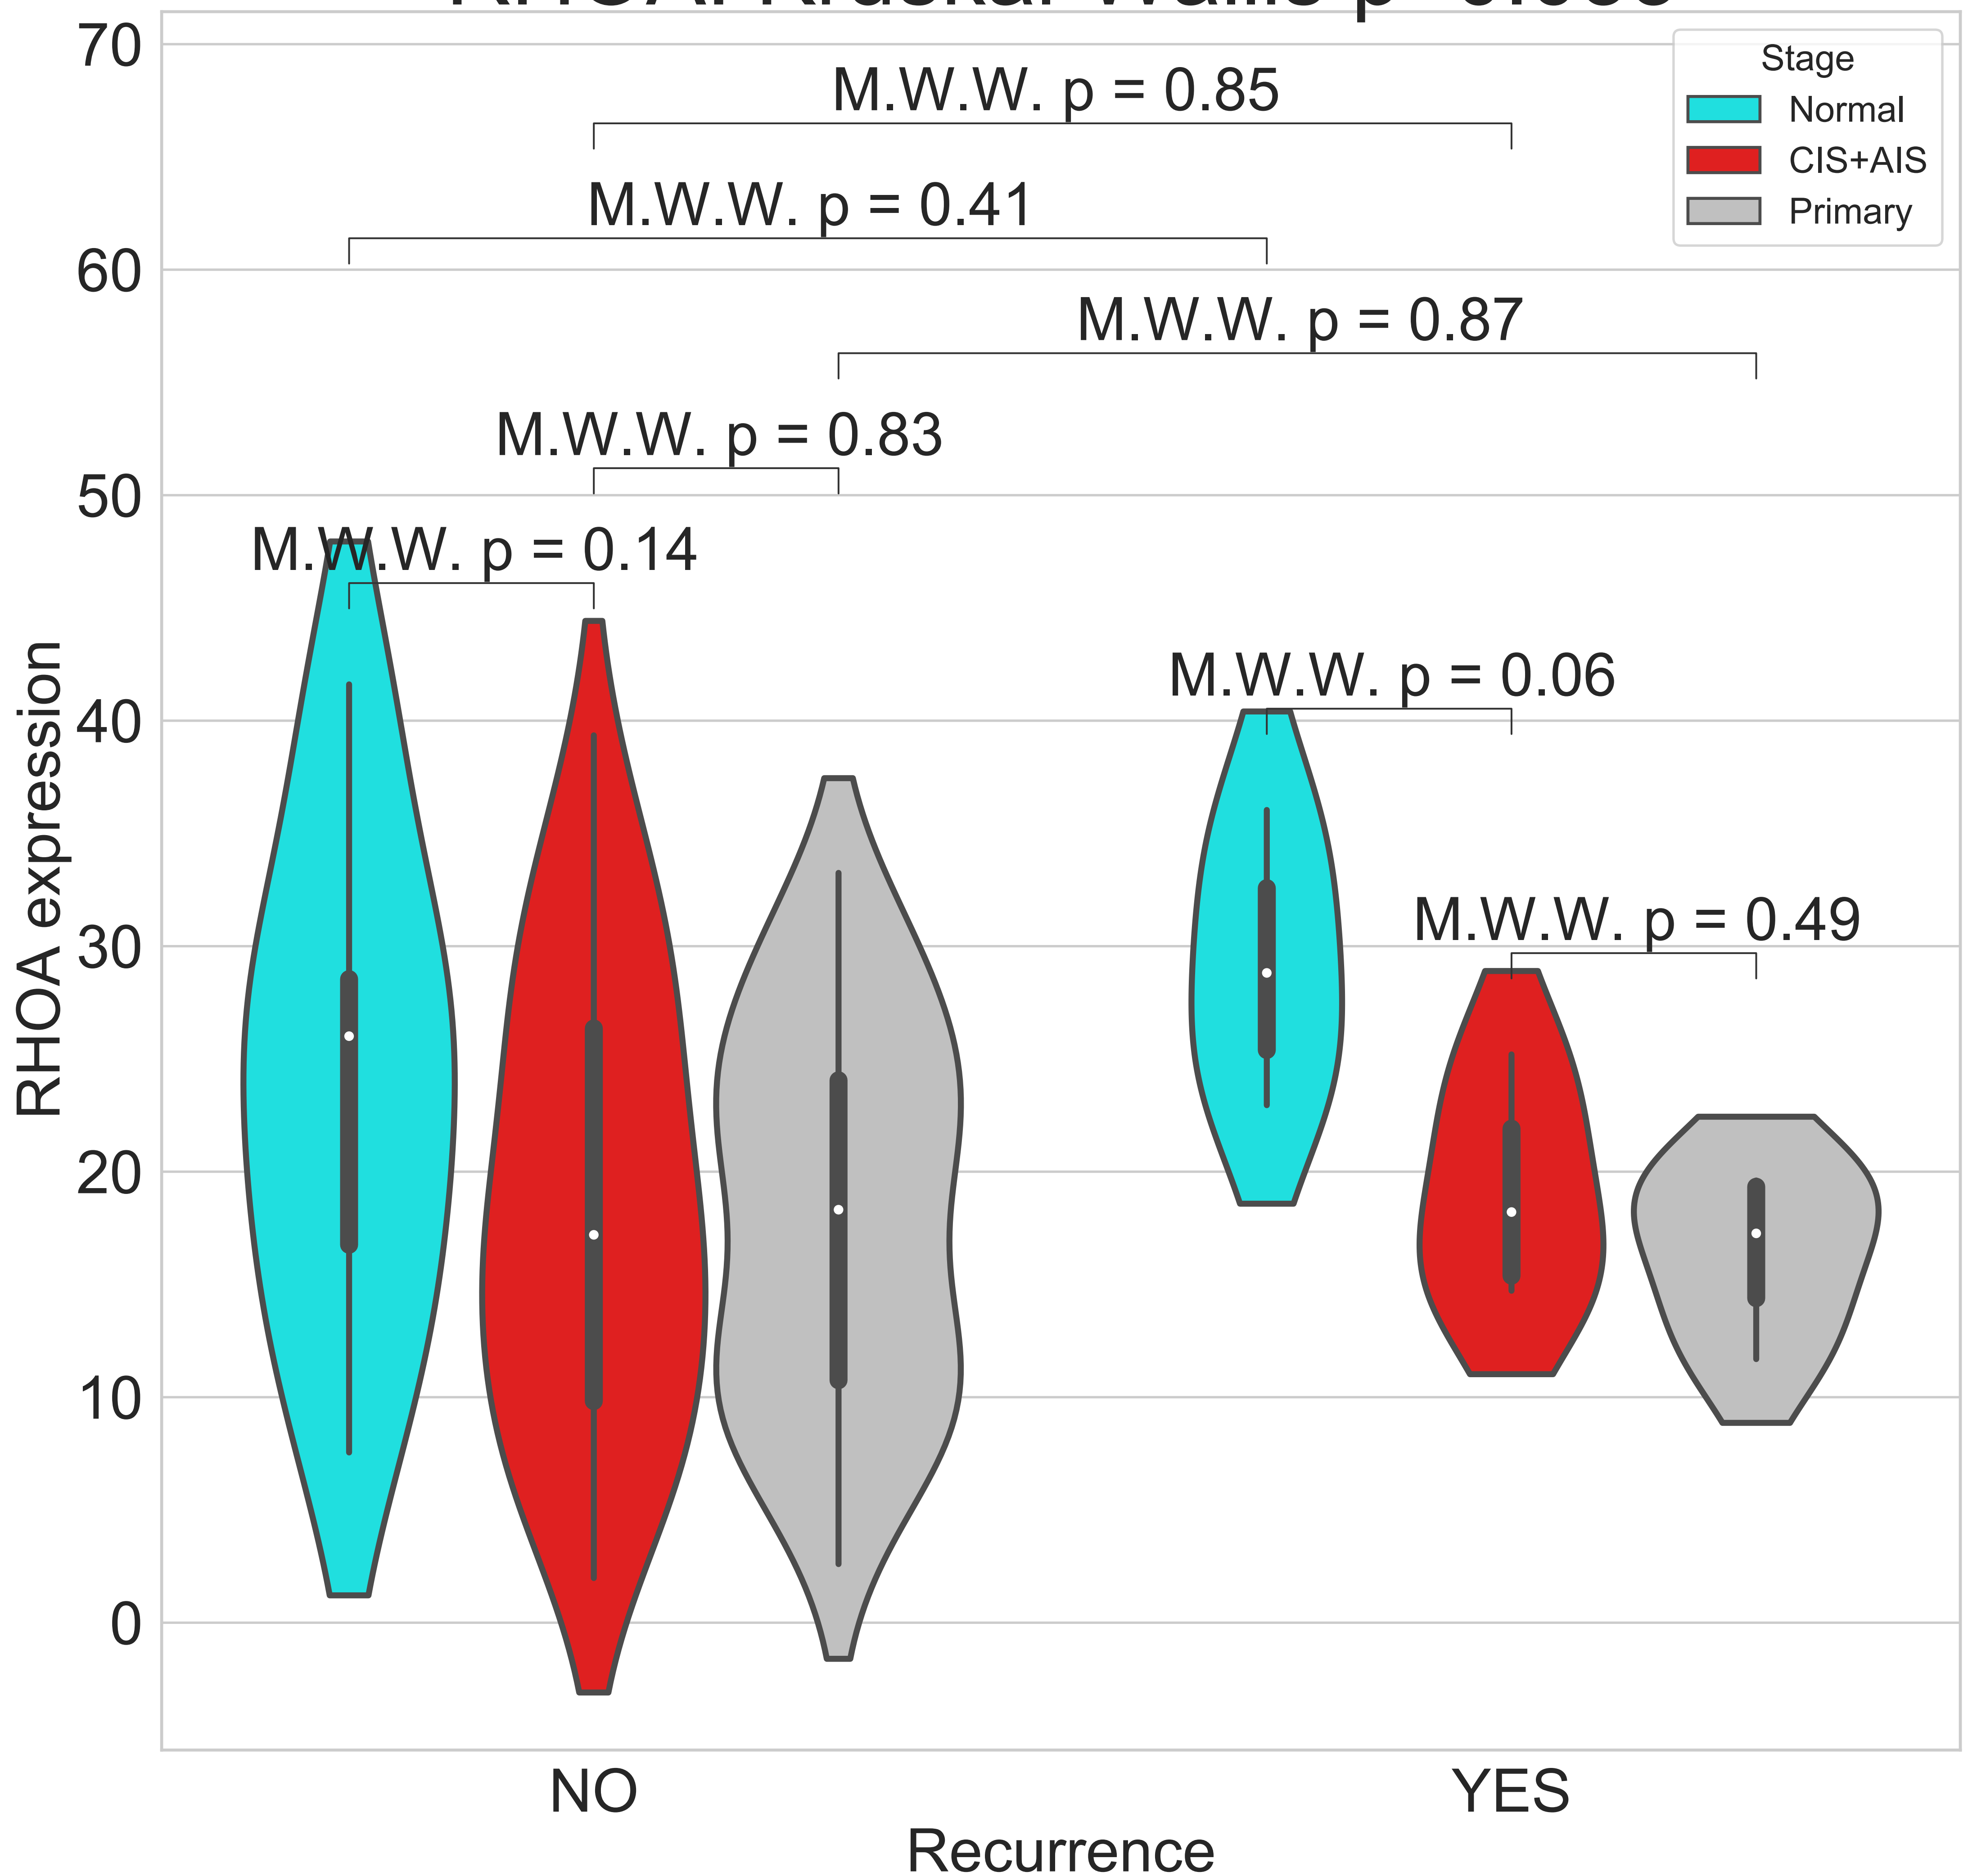 70
Stage
M.W.W. p = 0.85
Normal
CIS+AIS
M.W.W. p = 0.41
Primary
60
M.W.W. p = 0.87
M.W.W. p = 0.83
50
M.W.W. p = 0.14
M.W.W. p = 0.06
40
RHOA expression
M.W.W. p = 0.49
30
20
10
0
NO
YES
Recurrence